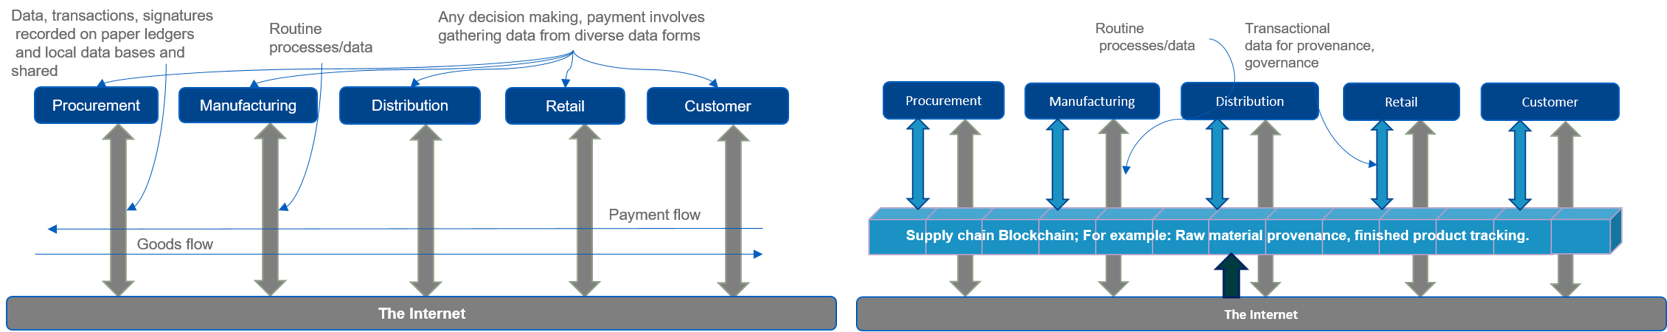 Data, transactions, signatures
recorded on paper ledgers
and local data bases and
shared
Routine
processes/data
Any decision making, payment involves
gathering data from diverse data forms
Procurement
Manufacturing
Distribution
Retail
Customer
Payment flow
Goods flow
The Internet
Routine
processes/data
Transactional
data for provenance,
governance
Procurement
Manufacturing
Distribution
Retail
Customer
Supply chain Blockchain; For example: Raw material provenance, finished product tracking.
The Internet